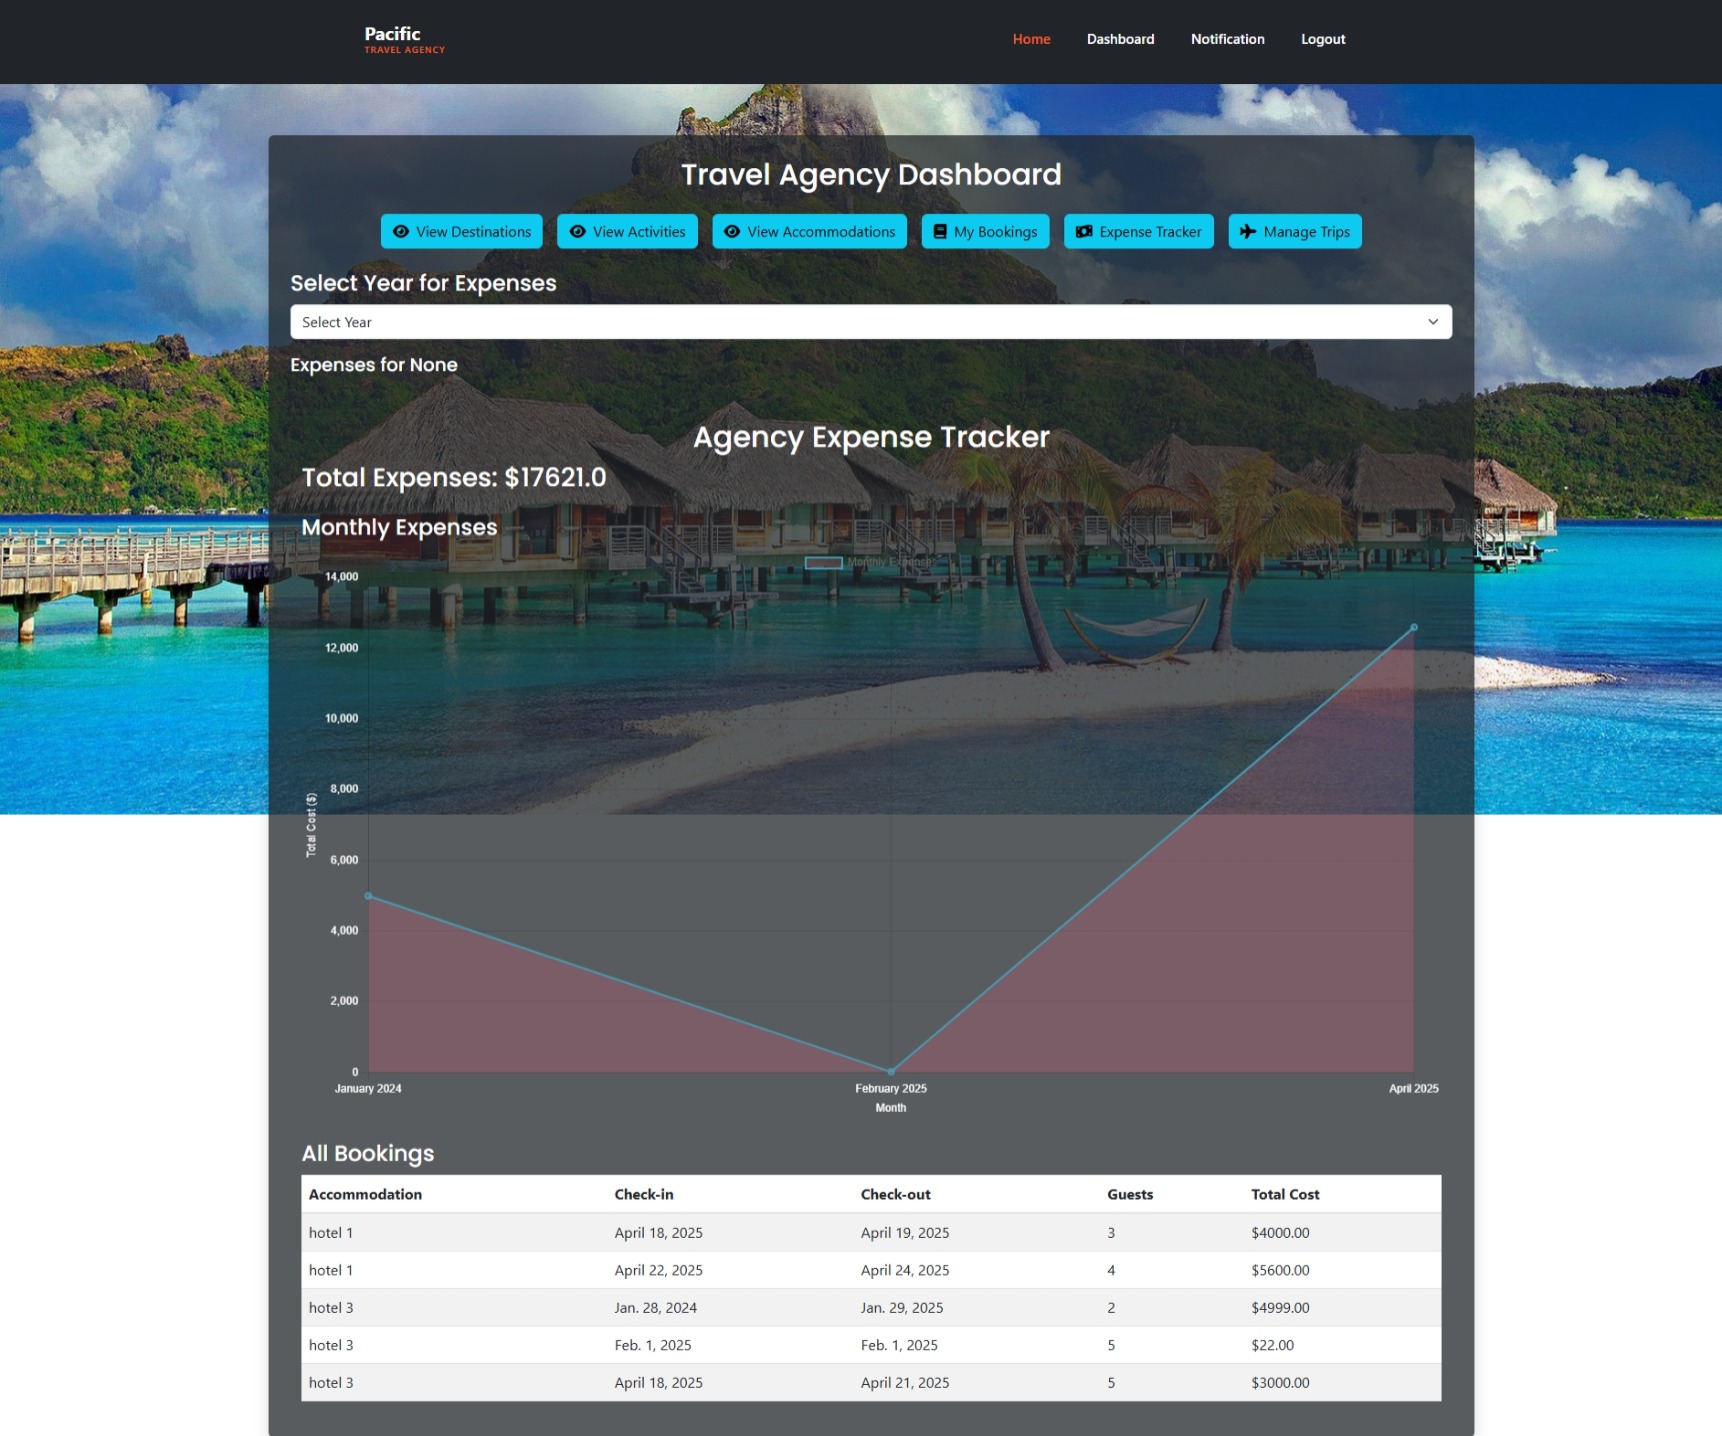 Pacific
TRAVEL AGENCY
Home Dashboard Notification Logout
Travel Agency Dashboard
View Destinations View Activities View Accommodations My Bookings Expense Tracker Manage Trips
Select Year for Expenses
Select Year
Expenses for None
Agency Expense Tracker
Total Expenses: $17621.0
Monthly Expenses
Monthly Expenses
14,000
12,000
10,000
8,000
6,000
4,000
2,000
0
Total Cost ($)
January 2024 February 2025 April 2025
Month
All Bookings
Accommodation Check-in Check-out Guests Total Cost
hotel 1 April 18, 2025 April 19, 2025 3 $4000.00
hotel 1 April 22, 2025 April 24, 2025 4 $5600.00
hotel 3 Jan. 28, 2024 Jan. 29, 2025 2 $4999.00
hotel 3 Feb. 1, 2025 Feb. 1, 2025 5 $22.00
hotel 3 April 18, 2025 April 21, 2025 5 $3000.00